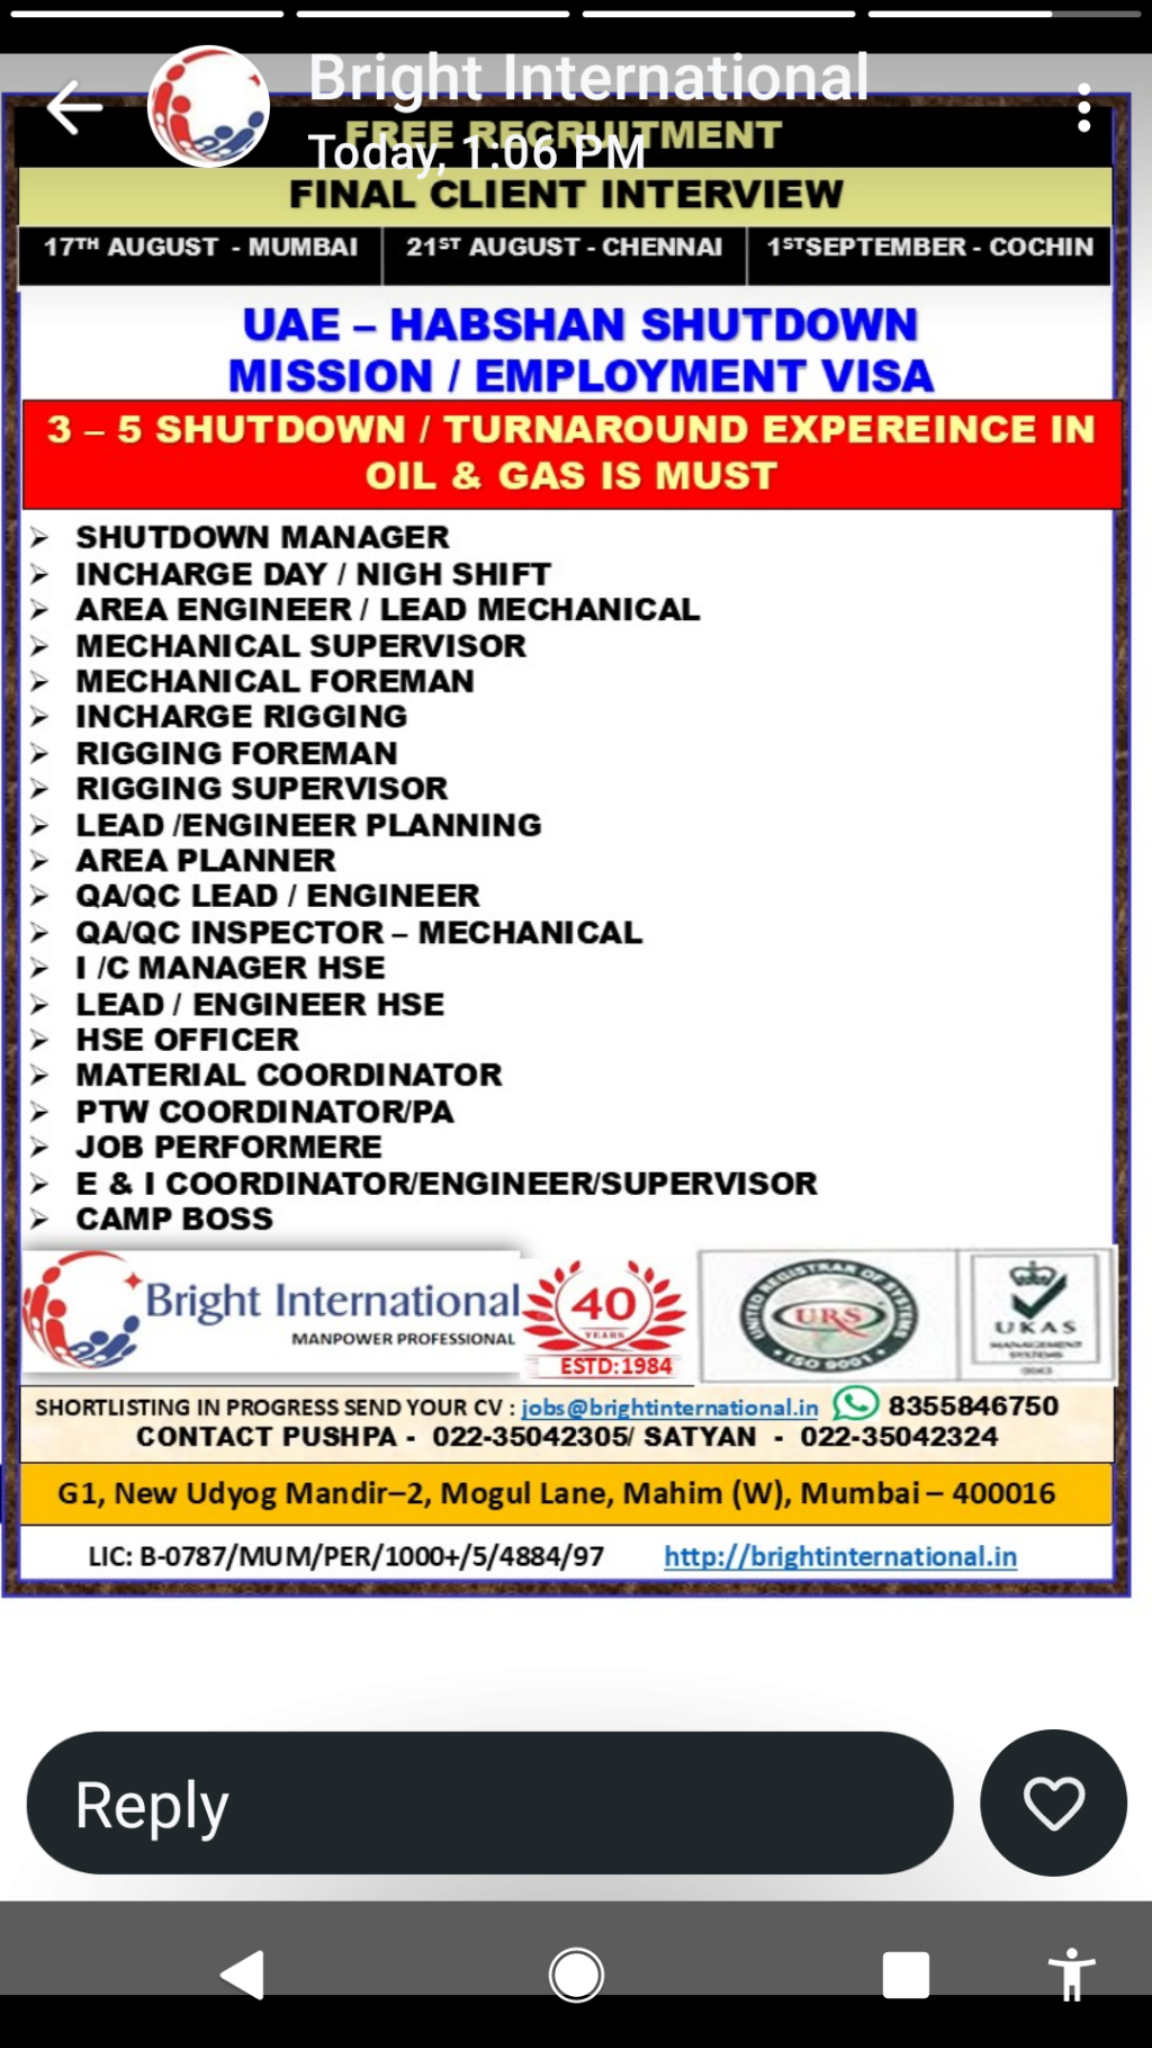 Bright International
Today, 1:06 PM
FREE RECRUITMENT
FINAL CLIENT INTERVIEW
17TH AUGUST - MUMBAI
21ST AUGUST - CHENNAI
1STSEPTEMBER - COCHIN
UAE – HABSHAN SHUTDOWN
MISSION / EMPLOYMENT VISA
3 – 5 SHUTDOWN / TURNAROUND EXPEREINCE IN
OIL & GAS IS MUST
➢ SHUTDOWN MANAGER
➢ INCHARGE DAY / NIGH SHIFT
➢ AREA ENGINEER / LEAD MECHANICAL
➢ MECHANICAL SUPERVISOR
➢ MECHANICAL FOREMAN
➢ INCHARGE RIGGING
➢ RIGGING FOREMAN
➢ RIGGING SUPERVISOR
➢ LEAD /ENGINEER PLANNING
➢ AREA PLANNER
➢ QA/QC LEAD / ENGINEER
➢ QA/QC INSPECTOR – MECHANICAL
➢ I /C MANAGER HSE
➢ LEAD / ENGINEER HSE
➢ HSE OFFICER
➢ MATERIAL COORDINATOR
➢ PTW COORDINATOR/PA
➢ JOB PERFORMERE
➢ E & I COORDINATOR/ENGINEER/SUPERVISOR
➢ CAMP BOSS
Bright International
MANPOWER PROFESSIONAL
40
YEARS
ESTD:1984
UNITED REGISTRAR OF SYSTEMS
URS
ISO 9001
UKAS
MANAGEMENT
SYSTEMS
SHORTLISTING IN PROGRESS SEND YOUR CV : jobs@brightinternational.in 8355846750
CONTACT PUSHPA - 022-35042305/ SATYAN - 022-35042324
G1, New Udyog Mandir–2, Mogul Lane, Mahim (W), Mumbai – 400016
LIC: B-0787/MUM/PER/1000+/5/4884/97 http://brightinternational.in
Reply